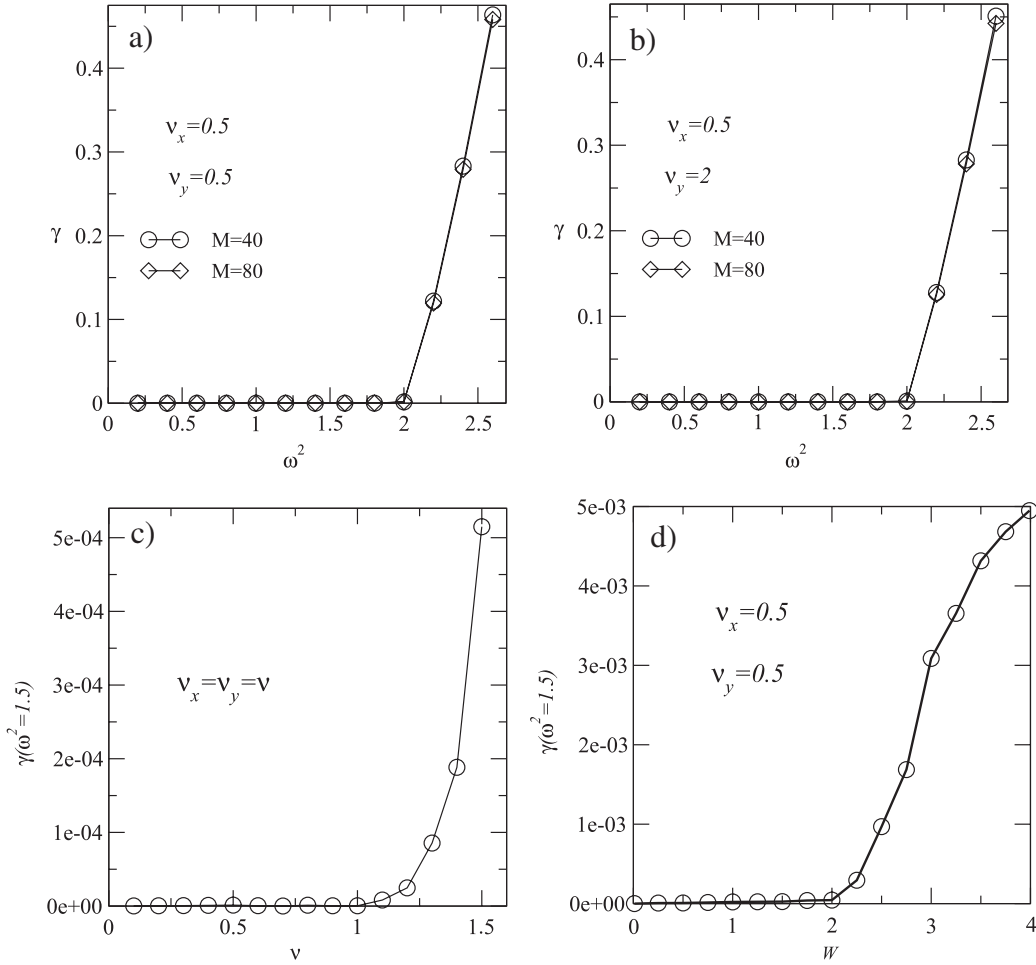 a)
0.4
0.3
γ 0.2
0.1
0
ν_x=0.5
ν_y=0.5
M=40
M=80
0 0.5 1 1.5 2 2.5
ω^2
b)
0.4
0.3
γ 0.2
0.1
0
ν_x=0.5
ν_y=2
M=40
M=80
0 0.5 1 1.5 2 2.5
ω^2
c)
5e-04
4e-04
3e-04
2e-04
1e-04
0e+00
γ(ω^2=1.5)
ν_x=ν_y=ν
0 0.5 1 1.5
ν
d)
5e-03
4e-03
3e-03
2e-03
1e-03
0e+00
γ(ω^2=1.5)
ν_x=0.5
ν_y=0.5
0 1 2 3 4
W